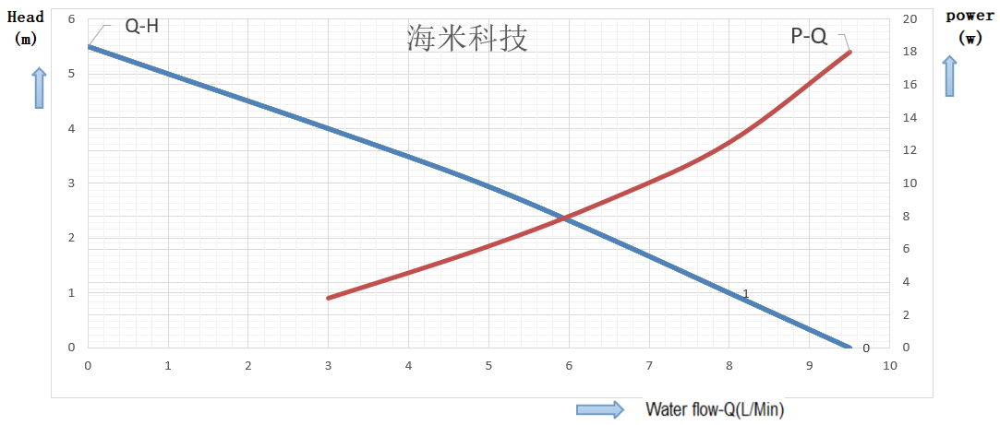 Head
(m)
Q-H
海米科技
P-Q
power
(w)
6
5
4
3
2
1
0
20
18
16
14
12
10
8
6
4
2
0
1
0
0 1 2 3 4 5 6 7 8 9 10
Water flow-Q(L/Min)